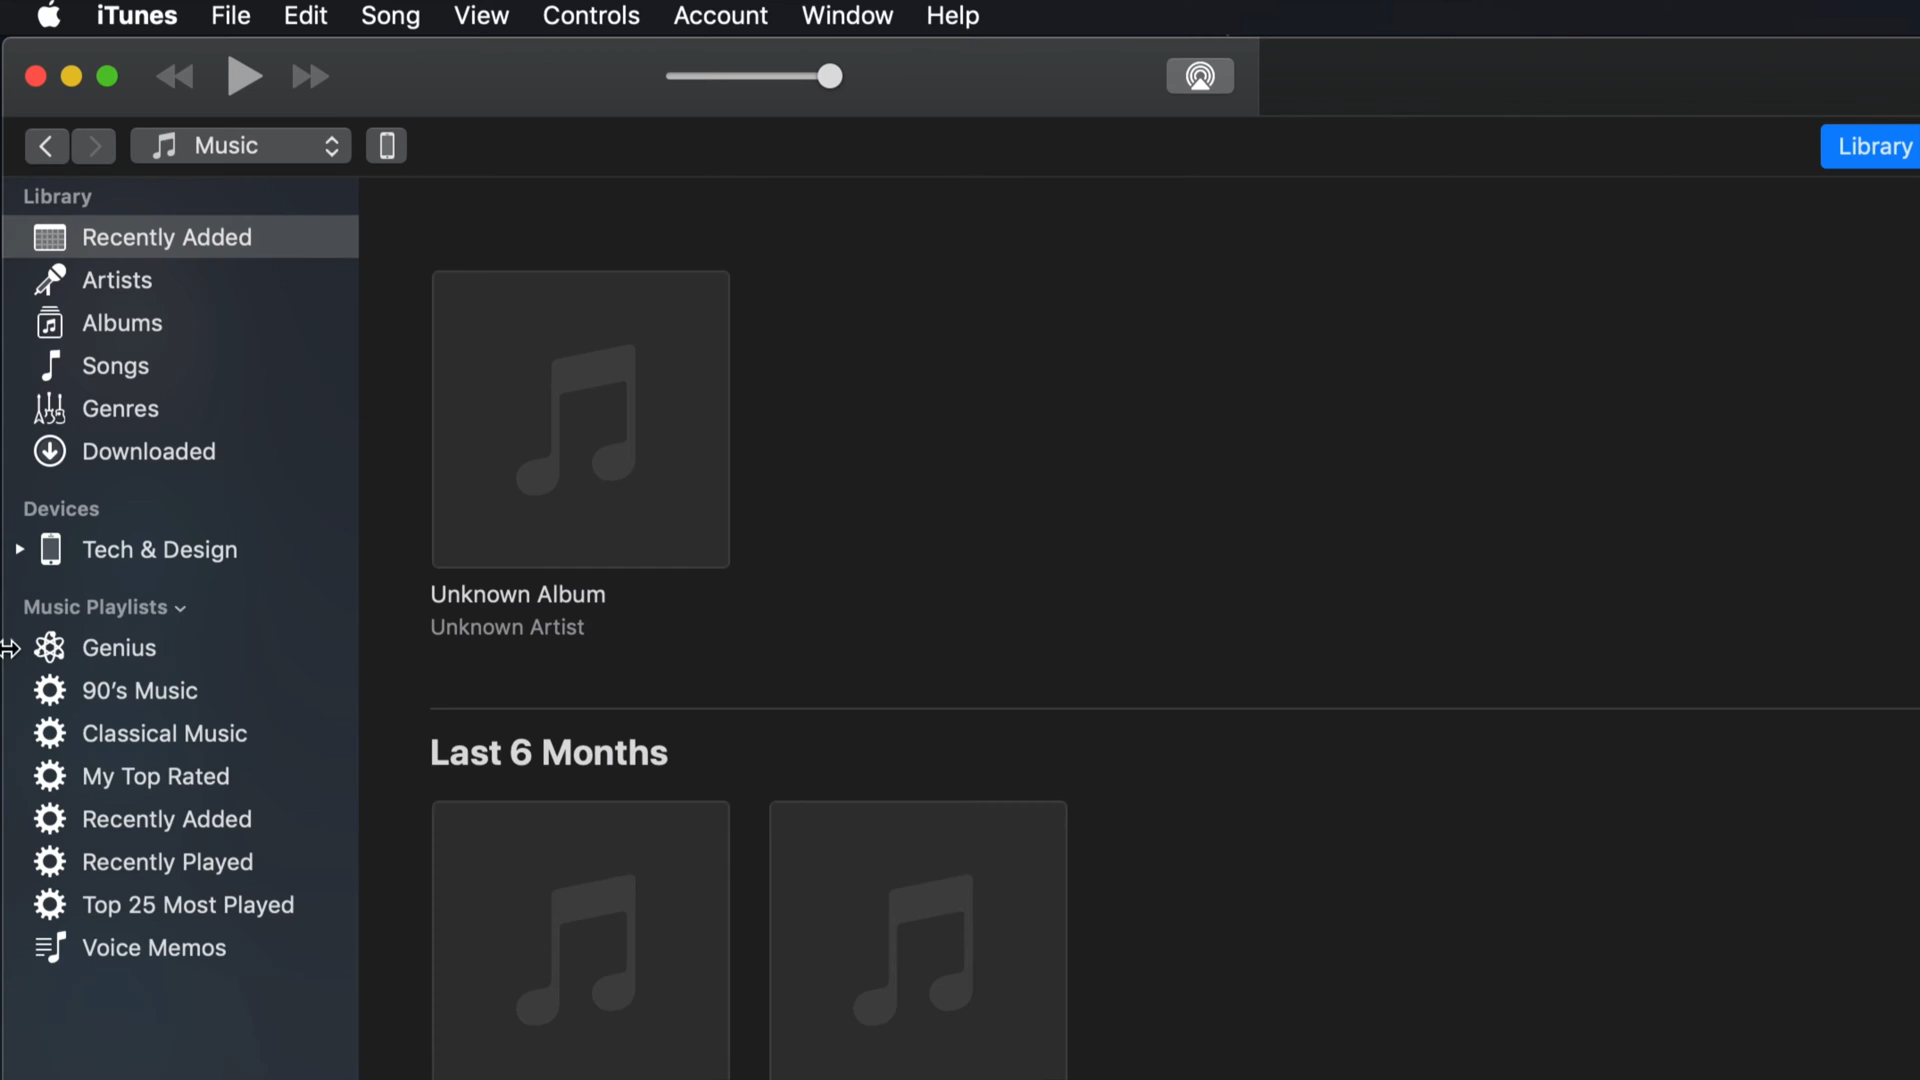 iTunes File Edit Song View Controls Account Window Help
Music
Library
Library
Recently Added
Artists
Albums
Songs
Genres
Downloaded
Devices
Tech & Design
Music Playlists
Genius
90’s Music
Classical Music
My Top Rated
Recently Added
Recently Played
Top 25 Most Played
Voice Memos
Unknown Album
Unknown Artist
Last 6 Months